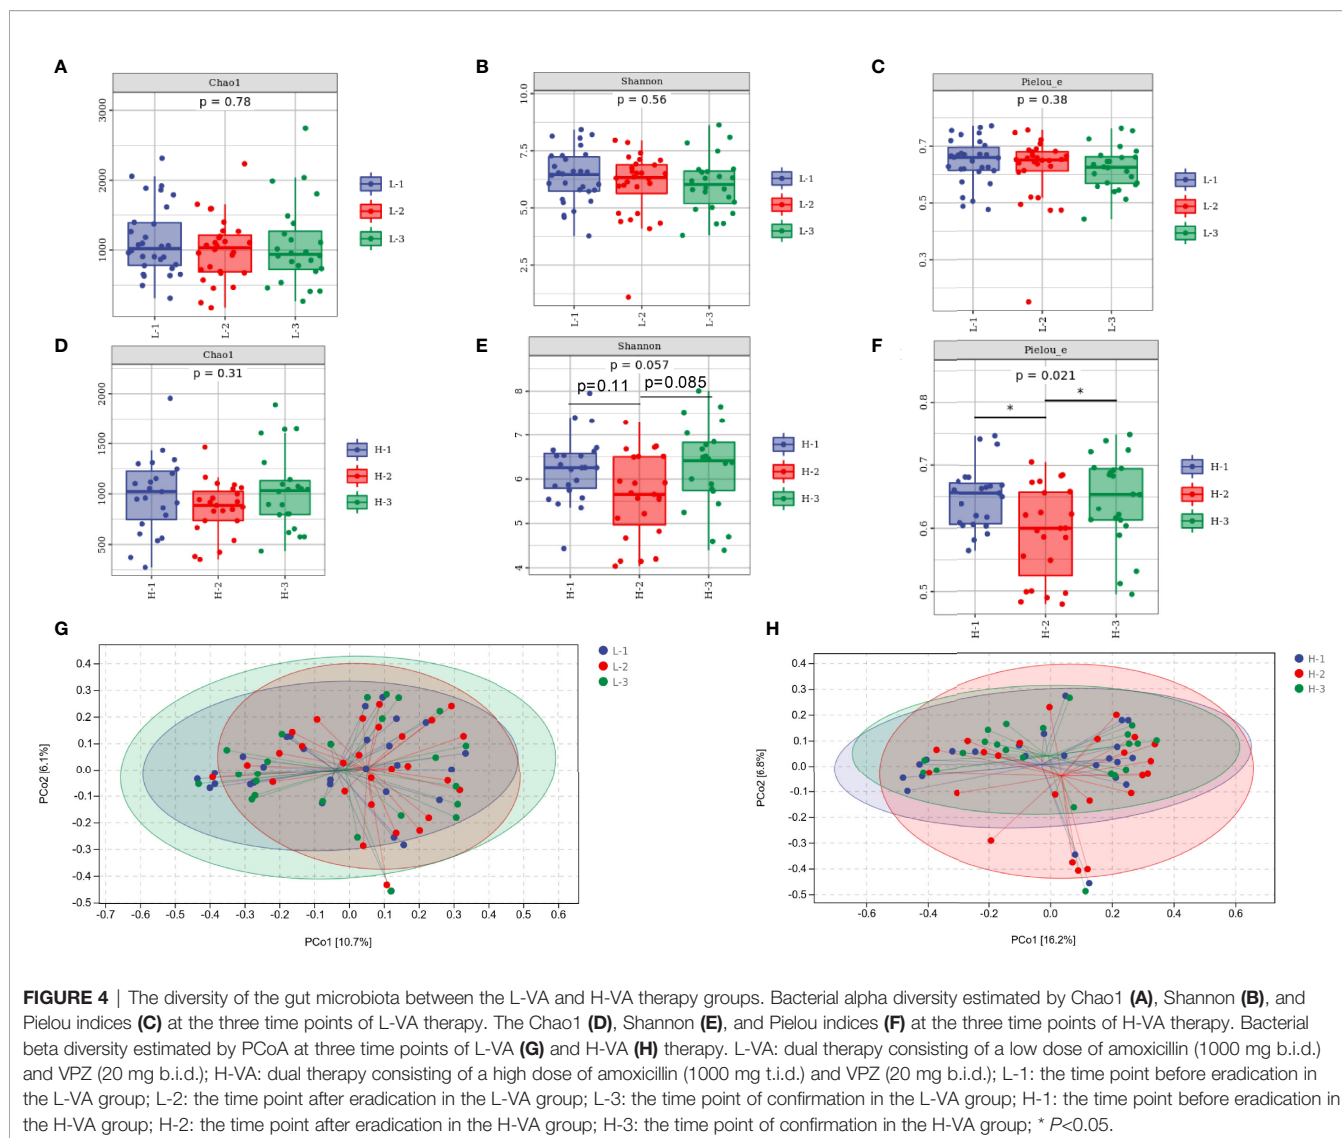 A
Chao1
p = 0.78
3000
2000
1000
L-1
L-2
L-3
L-1
L-2
L-3
B
Shannon
p = 0.56
10.0
7.5
5.0
2.5
L-1
L-2
L-3
L-1
L-2
L-3
C
Pielou_e
p = 0.38
0.7
0.5
0.3
L-1
L-2
L-3
L-1
L-2
L-3
D
Chao1
p = 0.31
2000
1500
1000
500
H-1
H-2
H-3
H-1
H-2
H-3
E
Shannon
p = 0.057
p=0.11 p=0.085
8
7
6
5
4
H-1
H-2
H-3
H-1
H-2
H-3
F
Pielou_e
p = 0.021
* *
0.8
0.7
0.6
0.5
H-1
H-2
H-3
H-1
H-2
H-3
G
L-1
L-2
L-3
PCo2 [6.1%]
0.4
0.3
0.2
0.1
0.0
-0.1
-0.2
-0.3
-0.4
-0.5
-0.7 -0.6 -0.5 -0.4 -0.3 -0.2 -0.1 0.0 0.1 0.2 0.3 0.4 0.5 0.6
PCo1 [10.7%]
H
H-1
H-2
H-3
PCo2 [6.8%]
0.4
0.3
0.2
0.1
0.0
-0.1
-0.2
-0.3
-0.4
-0.5
-0.6 -0.4 -0.2 0.0 0.2 0.4 0.6
PCo1 [16.2%]
FIGURE 4 | The diversity of the gut microbiota between the L-VA and H-VA therapy groups. Bacterial alpha diversity estimated by Chao1 (A), Shannon (B), and
Pielou indices (C) at the three time points of L-VA therapy. The Chao1 (D), Shannon (E), and Pielou indices (F) at the three time points of H-VA therapy. Bacterial
beta diversity estimated by PCoA at three time points of L-VA (G) and H-VA (H) therapy. L-VA: dual therapy consisting of a low dose of amoxicillin (1000 mg b.i.d.)
and VPZ (20 mg b.i.d.); H-VA: dual therapy consisting of a high dose of amoxicillin (1000 mg t.i.d.) and VPZ (20 mg b.i.d.); L-1: the time point before eradication in
the L-VA group; L-2: the time point after eradication in the L-VA group; L-3: the time point of confirmation in the L-VA group; H-1: the time point before eradication in
the H-VA group; H-2: the time point after eradication in the H-VA group; H-3: the time point of confirmation in the H-VA group; * P<0.05.